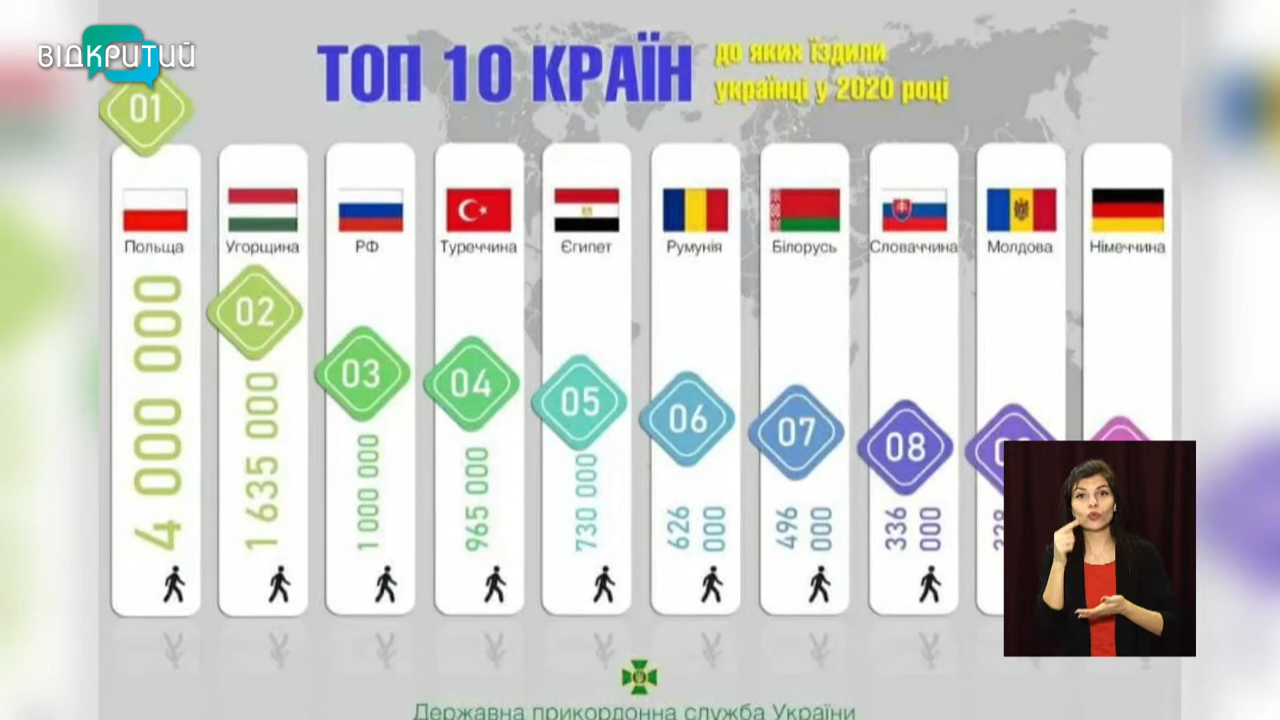 ВІДКРИТИЙ
ТОП 10 КРАЇН
до яких їздили
українці у 2020 році
01
Польща
4 000 000
Угорщина
02
1 635 000
РФ
03
1 000 000
Туреччина
04
965 000
Єгипет
05
730 000
Румунія
06
626
000
Білорусь
07
496
000
Словаччина
08
336
000
Молдова
Німеччина
Державна прикордонна служба України